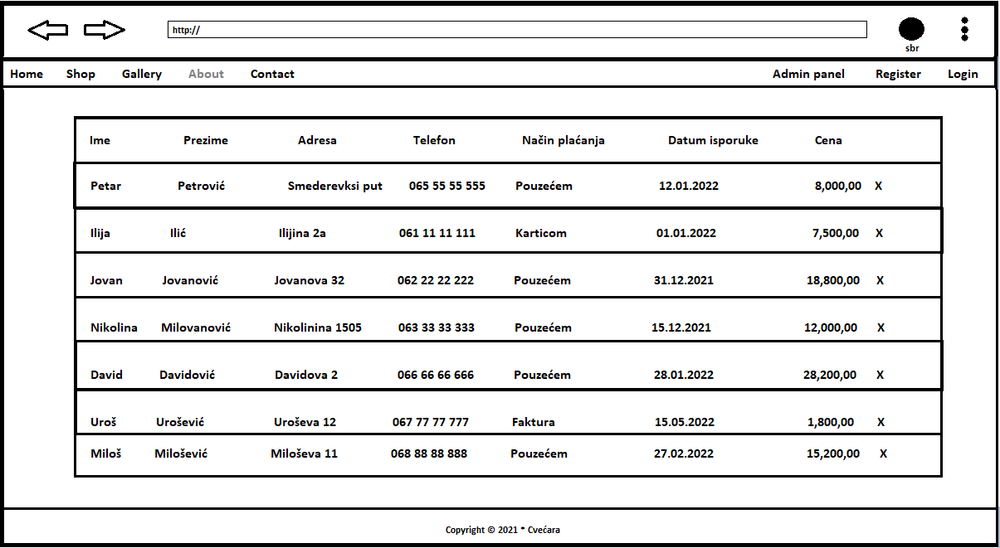 http://
sbr
Home Shop Gallery About Contact Admin panel Register Login
Ime Prezime Adresa Telefon Način plaćanja Datum isporuke Cena
Petar Petrović Smederevksi put 065 55 55 555 Pouzećem 12.01.2022 8,000,00 X
Ilija Ilić Ilijina 2a 061 11 11 111 Karticom 01.01.2022 7,500,00 X
Jovan Jovanović Jovanova 32 062 22 22 222 Pouzećem 31.12.2021 18,800,00 X
Nikolina Milovanović Nikolinina 1505 063 33 33 333 Pouzećem 15.12.2021 12,000,00 X
David Davidović Davidova 2 066 66 66 666 Pouzećem 28.01.2022 28,200,00 X
Uroš Urošević Uroševa 12 067 77 77 777 Faktura 15.05.2022 1,800,00 X
Miloš Milošević Miloševa 11 068 88 88 888 Pouzećem 27.02.2022 15,200,00 X
Copyright © 2021 * Cvećara